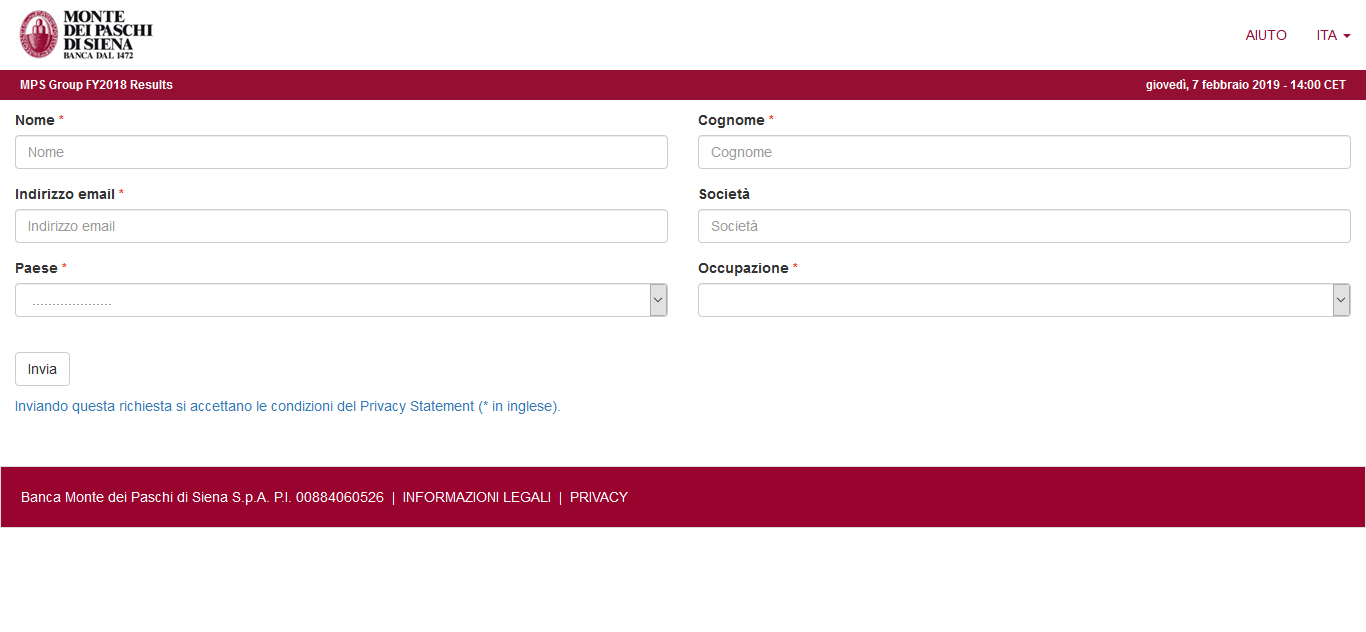 MONTE
DEI PASCHI
DI SIENA
BANCA DAL 1472
AIUTO ITA
MPS Group FY2018 Results giovedì, 7 febbraio 2019 - 14:00 CET
Nome * Cognome *
Nome Cognome
Indirizzo email * Società
Indirizzo email Società
Paese * Occupazione *
....................
Invia
Inviando questa richiesta si accettano le condizioni del Privacy Statement (* in inglese).
Banca Monte dei Paschi di Siena S.p.A. P.I. 00884060526 | INFORMAZIONI LEGALI | PRIVACY